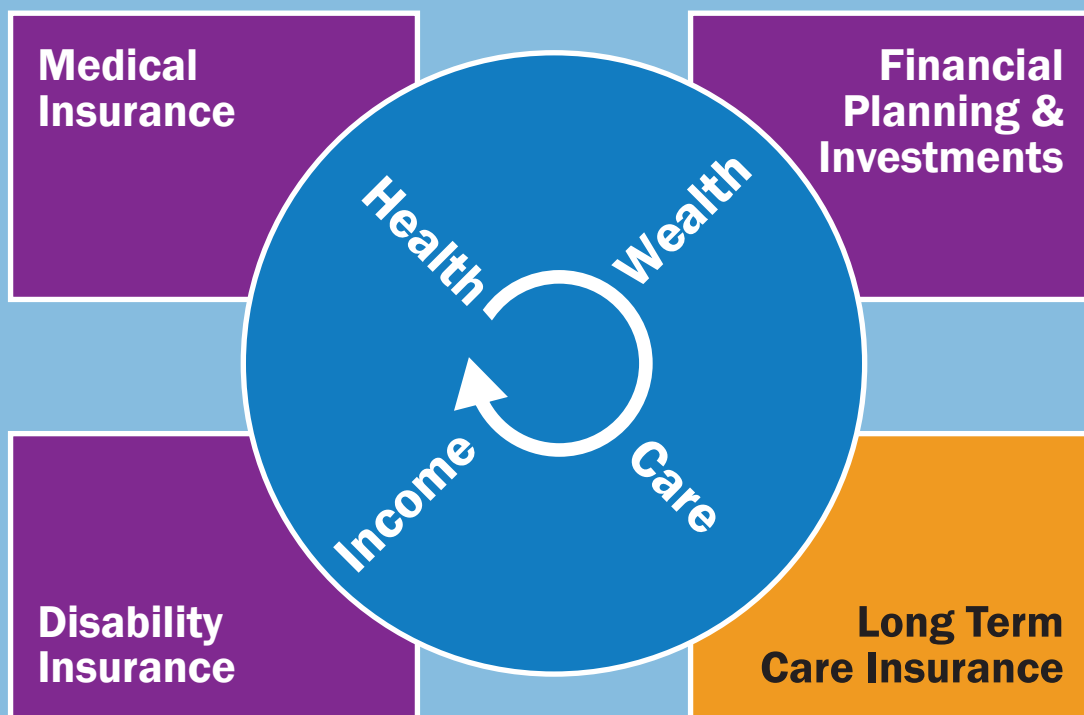 Medical
Insurance
Financial
Planning &
Investments
Health
Wealth
Income
Care
Disability
Insurance
Long Term
Care Insurance